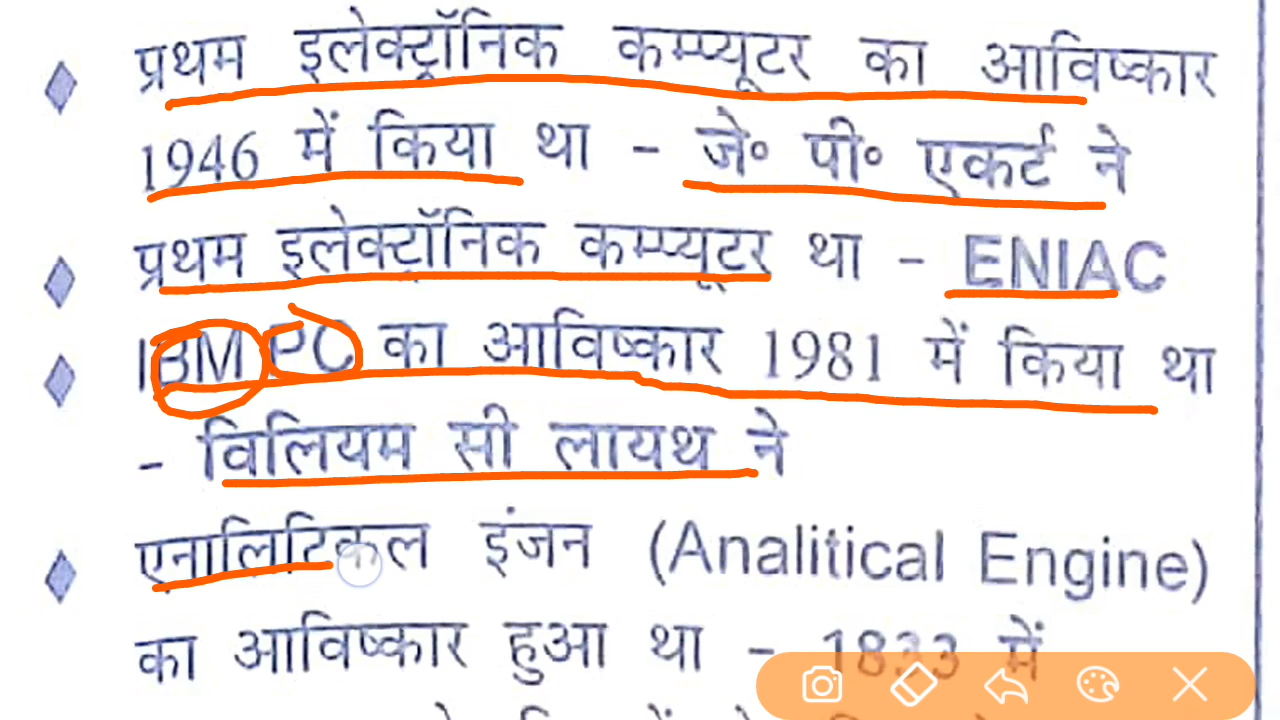 प्रथम इलेक्ट्रॉनिक कम्प्यूटर का आविष्कार
1946 में किया था - जे॰ पी॰ एकर्ट ने
प्रथम इलेक्ट्रॉनिक कम्प्यूटर था - ENIAC
IBM PC का आविष्कार 1981 में किया था
- विलियम सी लायथ ने
एनालिटिकल इंजन (Analitical Engine)
का आविष्कार हुआ था - 1833 में